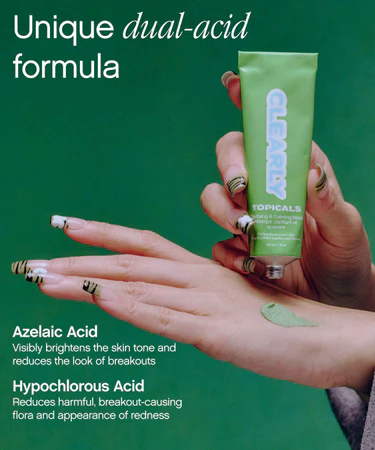 Unique dual-acid
formula
CLEARLY
TOPICALS
Azelaic Acid
Visibly brightens the skin tone and
reduces the look of breakouts
Hypochlorous Acid
Reduces harmful, breakout-causing
flora and appearance of redness